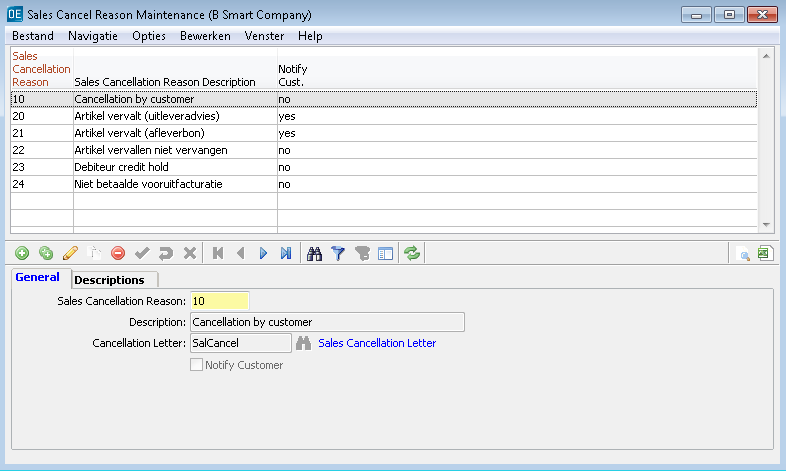 OE Sales Cancel Reason Maintenance (B Smart Company)
Bestand Navigatie Opties Bewerken Venster Help
Sales
Cancellation Notify
Reason Sales Cancellation Reason Description Cust.
10 Cancellation by customer no
20 Artikel vervalt (uitleveradvies) yes
21 Artikel vervalt (afleverbon) yes
22 Artikel vervallen niet vervangen no
23 Debiteur credit hold no
24 Niet betaalde vooruitfacturatie no
General Descriptions
Sales Cancellation Reason: 10
Description: Cancellation by customer
Cancellation Letter: SalCancel Sales Cancellation Letter
Notify Customer